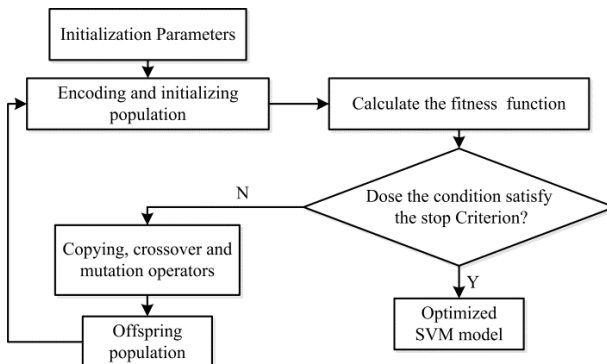 Initialization Parameters
Encoding and initializing
population
Calculate the fitness function
Dose the condition satisfy
the stop Criterion?
N
Y
Copying, crossover and
mutation operators
Offspring
population
Optimized
SVM model